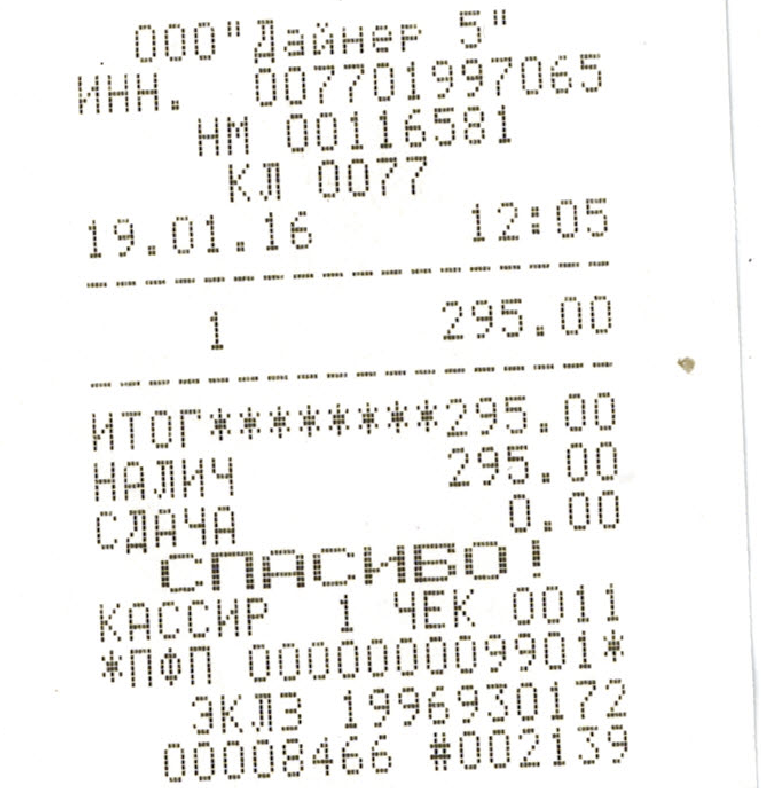 ООО"Дайнер 5"
ИНН. 007701997065
НМ 00116581
КЛ 0077
19.01.16 12:05
1 295.00
ИТОГ********295.00
НАЛИЧ 295.00
СДАЧА 0.00
СПАСИБО!
КАССИР 1 ЧЕК 0011
*ПФП 000000009901*
ЭКЛЗ 1996930172
00008466 #002139